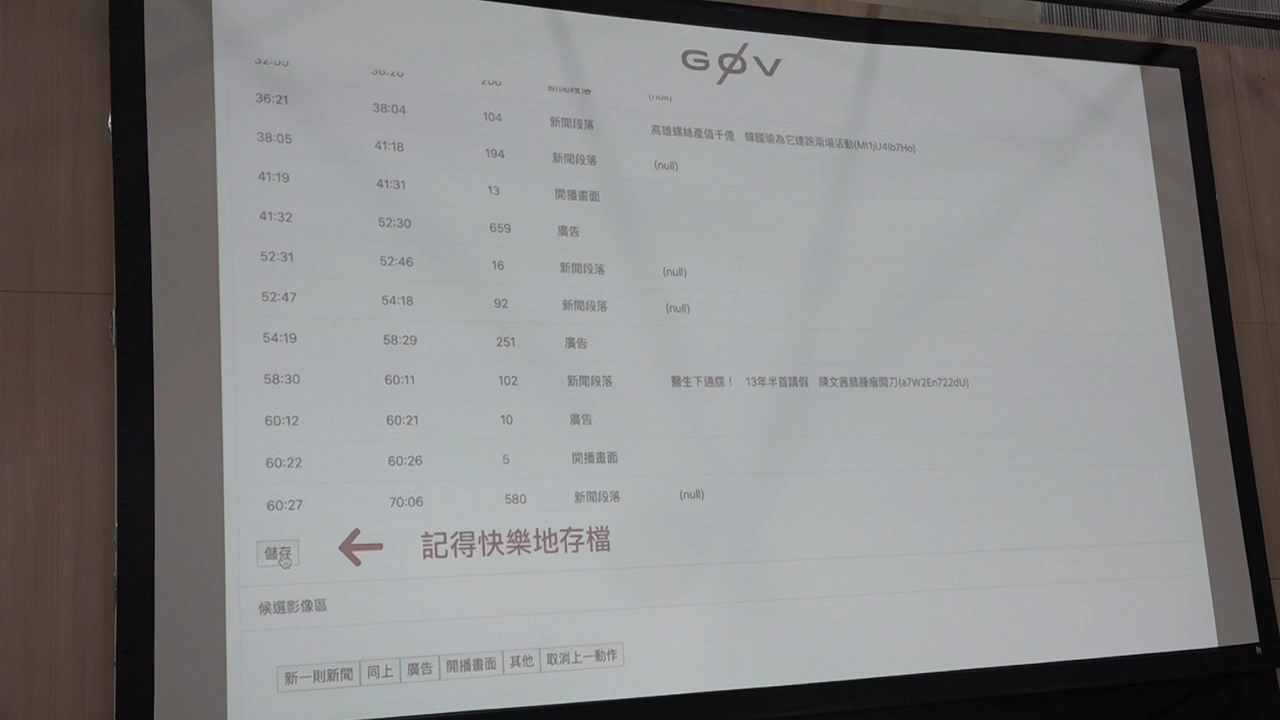 GØV
36:21 38:04 104 新聞段落 高雄螺絲產值千億 韓國瑜為它連跑兩場活動(Mt1jU4Ib7Ho)
38:05 41:18 194 新聞段落 (null)
41:19 41:31 13 開播畫面
41:32 52:30 659 廣告
52:31 52:46 16 新聞段落 (null)
52:47 54:18 92 新聞段落 (null)
54:19 58:29 251 廣告
58:30 60:11 102 新聞段落 醫生下通牒！ 13年半首請假 陳文茜肺腫瘤開刀(a7W2En722dU)
60:12 60:21 10 廣告
60:22 60:26 5 開播畫面
60:27 70:06 580 新聞段落 (null)
儲存 ← 記得快樂地存檔
候選影像區
新一則新聞 同上 廣告 開播畫面 其他 取消上一動作